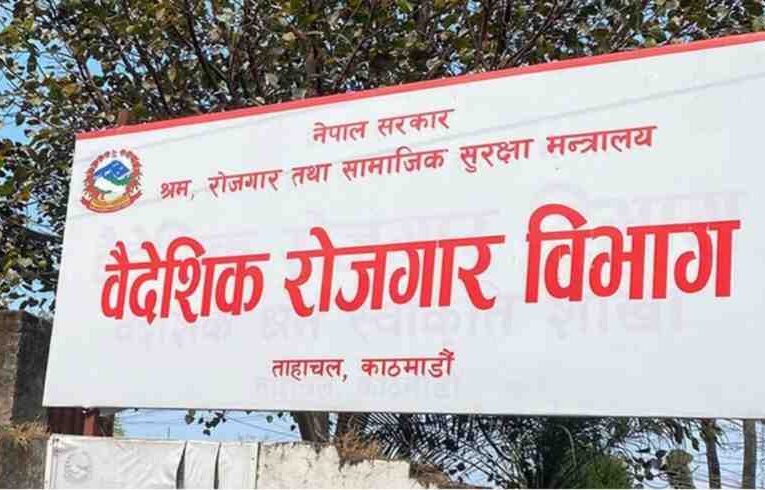 नेपाल सरकार
श्रम, रोजगार तथा सामाजिक सुरक्षा मन्त्रालय
वैदेशिक रोजगार विभाग
ताहाचल, काठमाडौं